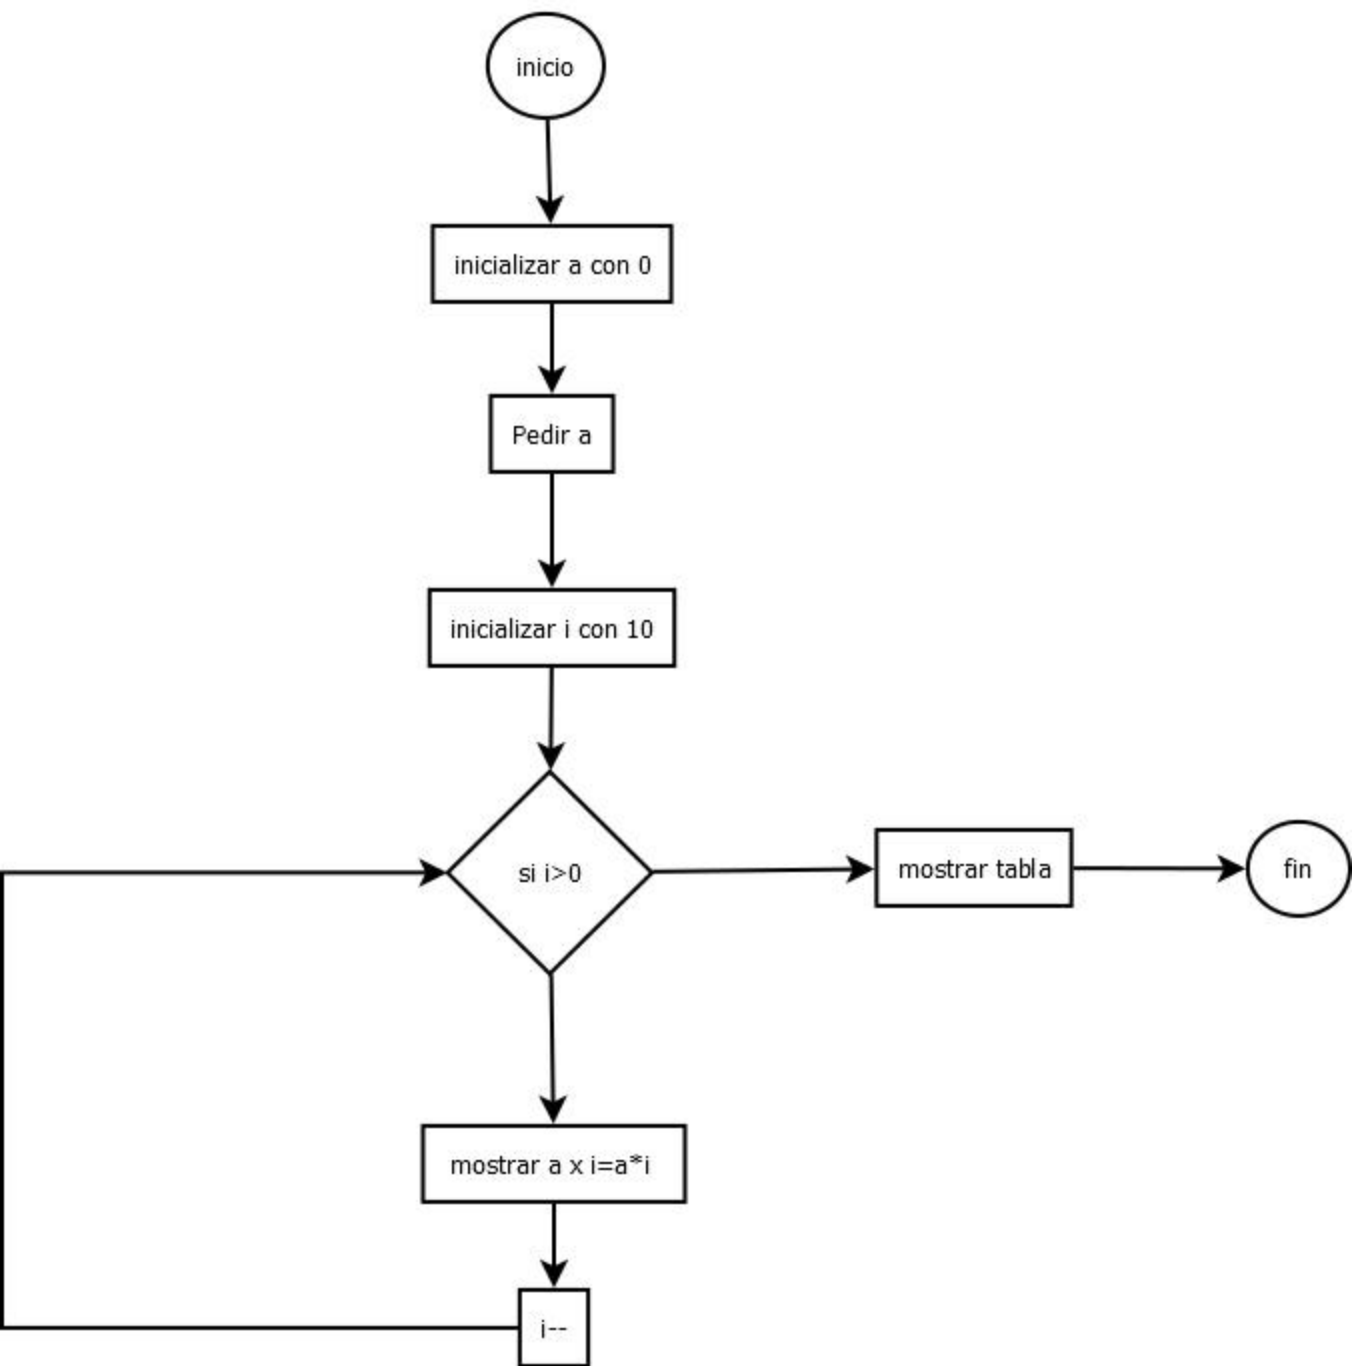 inicio
inicializar a con 0
Pedir a
inicializar i con 10
si i>0
mostrar tabla
fin
mostrar a x i=a*i
i--